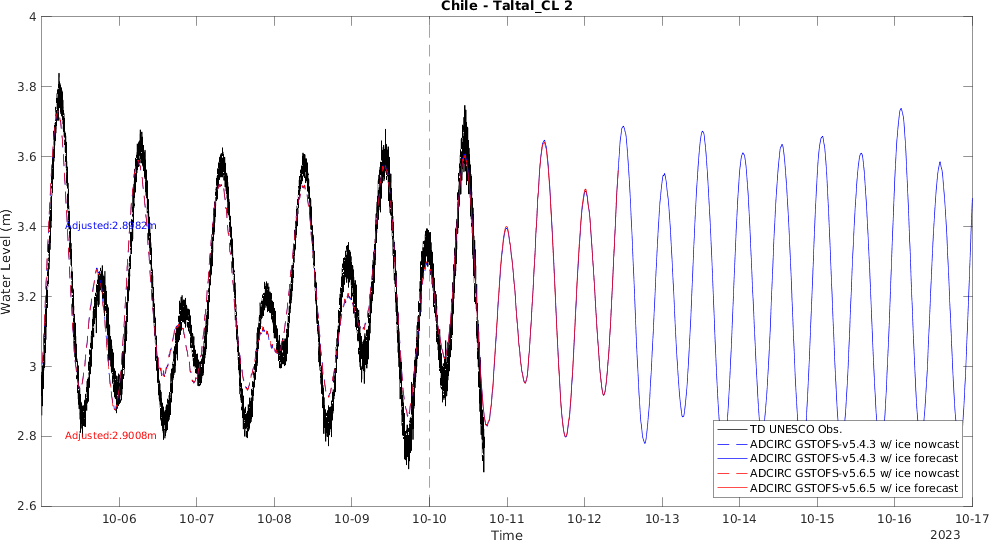 Chile - Taltal_CL 2
4
3.8
3.6
3.4
3.2
3
2.8
2.6
Water Level (m)
Adjusted:2.8982m
Adjusted:2.9008m
TD UNESCO Obs.
ADCIRC GSTOFS-v5.4.3 w/ ice nowcast
ADCIRC GSTOFS-v5.4.3 w/ ice forecast
ADCIRC GSTOFS-v5.6.5 w/ ice nowcast
ADCIRC GSTOFS-v5.6.5 w/ ice forecast
10-06 10-07 10-08 10-09 10-10 10-11 10-12 10-13 10-14 10-15 10-16 10-17
Time
2023